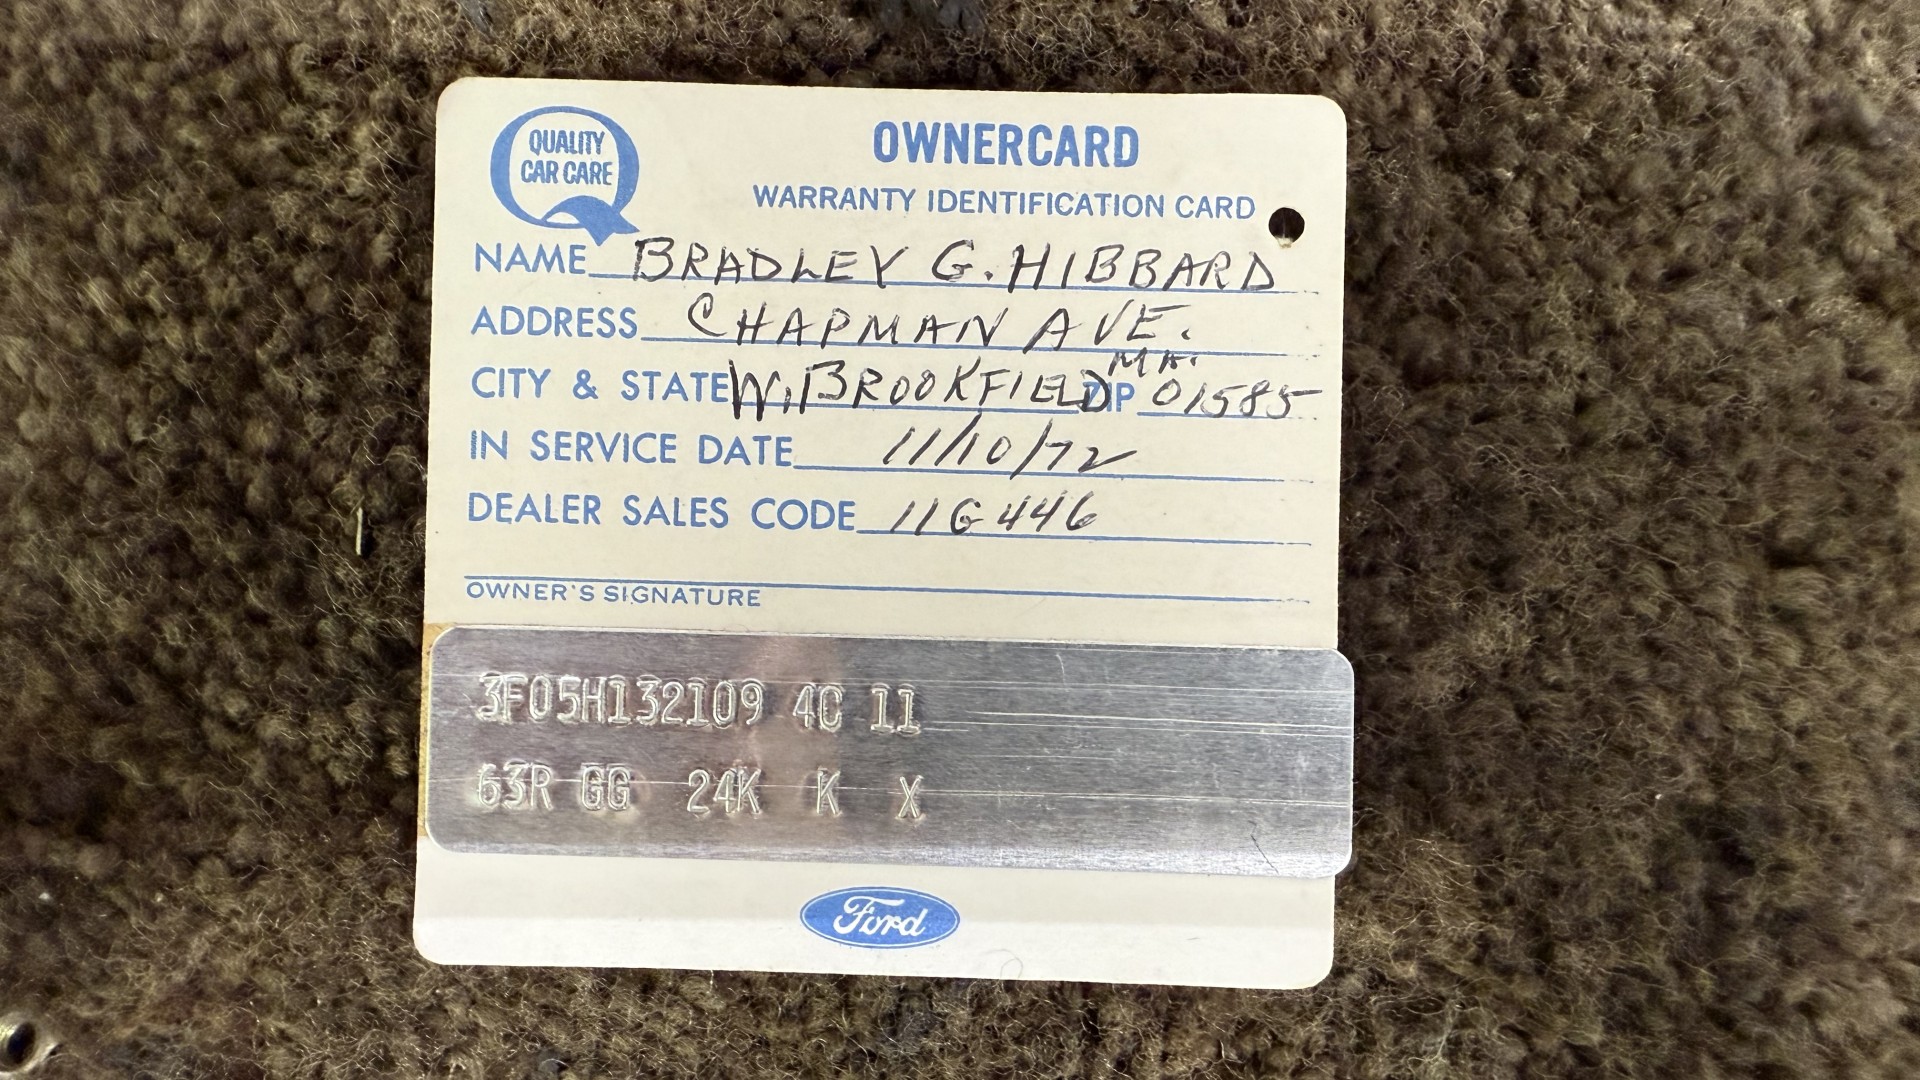 QUALITY
CAR CARE
OWNERCARD
WARRANTY IDENTIFICATION CARD
NAME BRADLEY G. HIBBARD
ADDRESS CHAPMAN AVE.
CITY & STATE W. BROOKFIELD MA. ZIP 01585
IN SERVICE DATE 11/10/72
DEALER SALES CODE 11G446
OWNER'S SIGNATURE
3F05H132109 4C 11
63R GG 24K K X
Ford